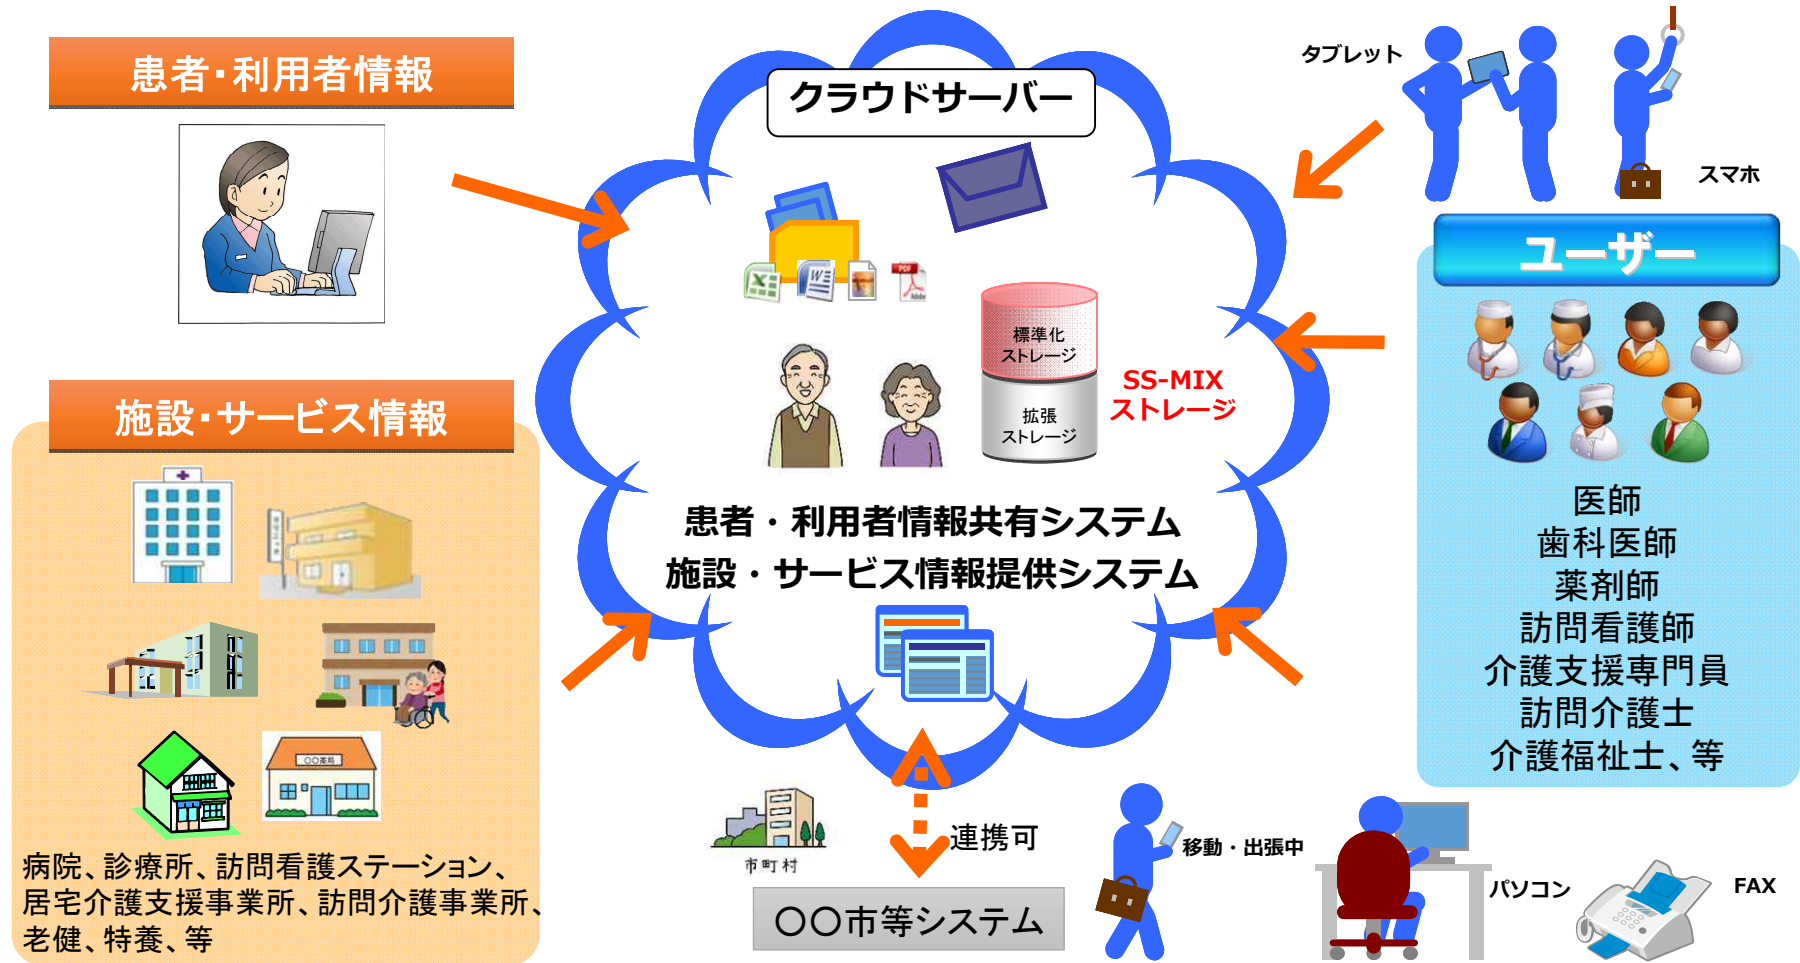 患者・利用者情報
クラウドサーバー
タブレット
スマホ
ユーザー
標準化
ストレージ
拡張
ストレージ
SS-MIX
ストレージ
施設・サービス情報
患者・利用者情報共有システム
施設・サービス情報提供システム
医師
歯科医師
薬剤師
訪問看護師
介護支援専門員
訪問介護士
介護福祉士、等
〇〇薬局
病院、診療所、訪問看護ステーション、
居宅介護支援事業所、訪問介護事業所、
老健、特養、等
市町村
連携可
〇〇市等システム
移動・出張中
パソコン
FAX
PDF
Adobe